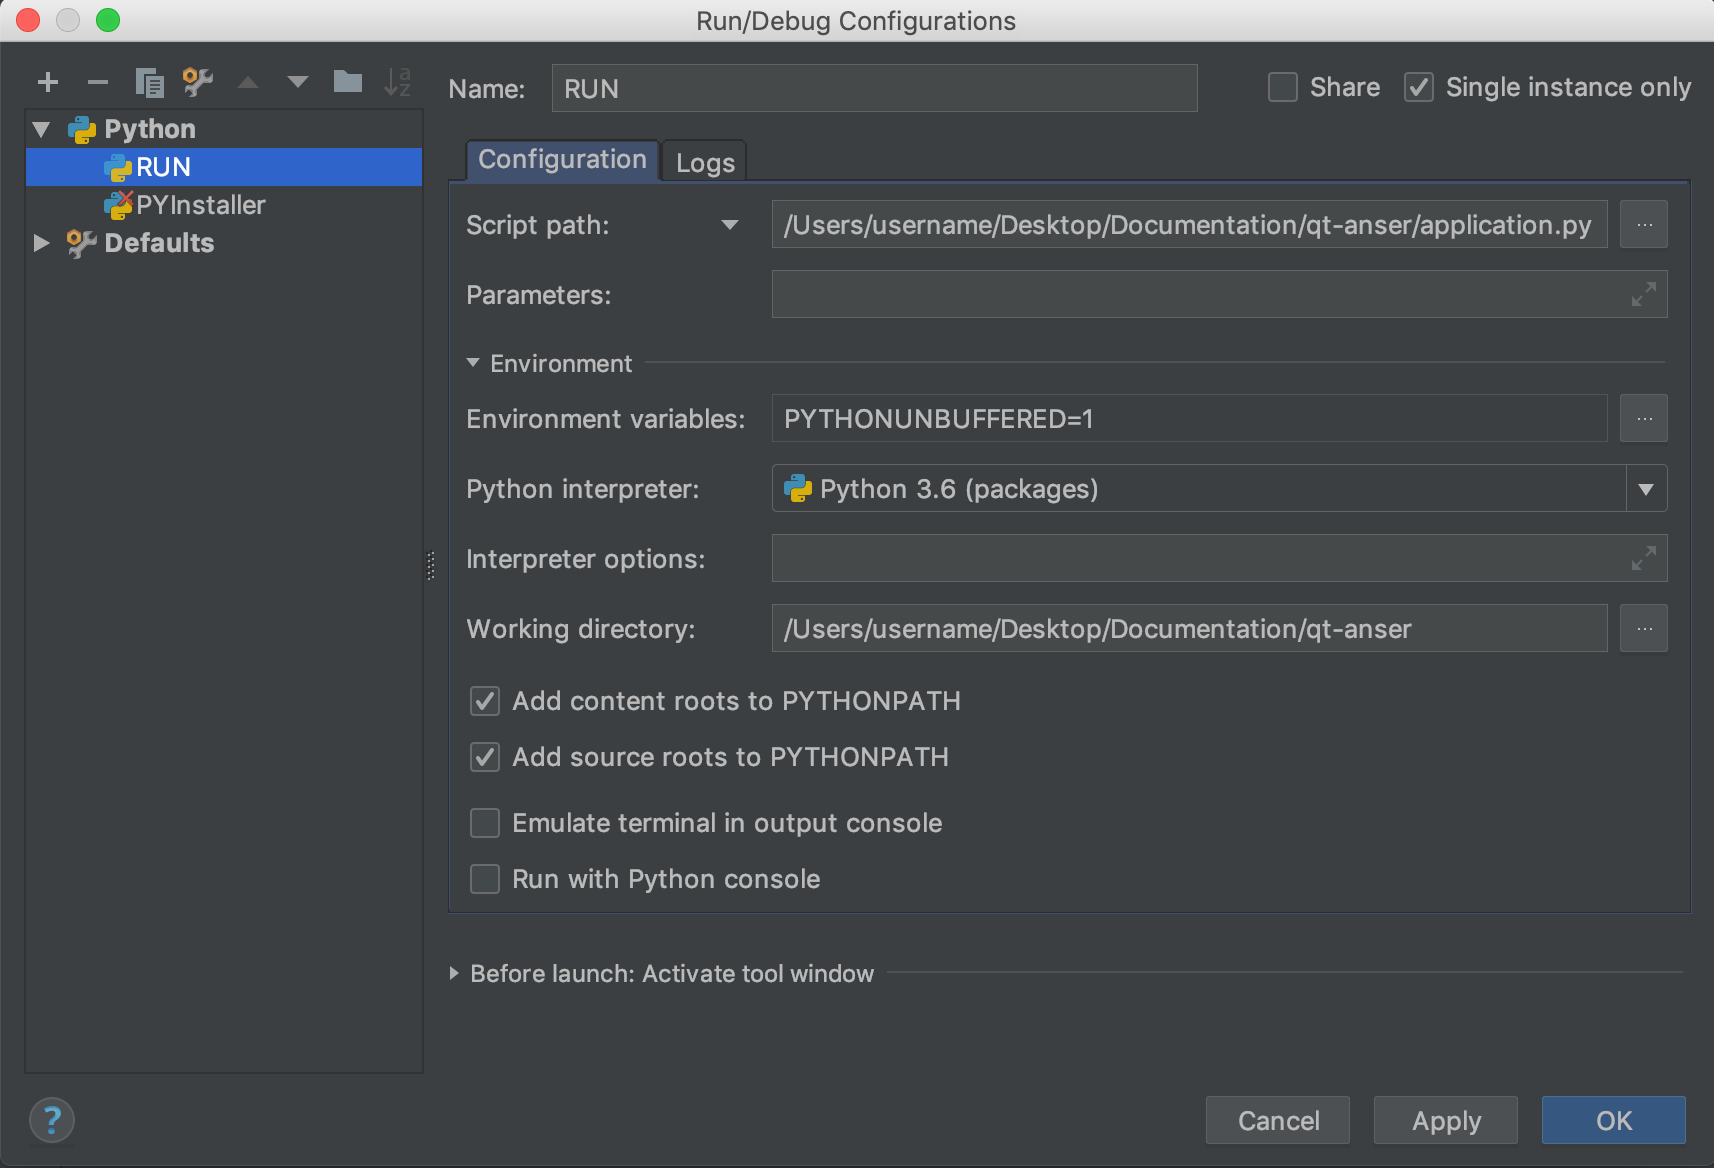 Run/Debug Configurations
Name: RUN Share Single instance only
Python
RUN
PYInstaller
Defaults
Configuration Logs
Script path: /Users/username/Desktop/Documentation/qt-anser/application.py ...
Parameters:
Environment
Environment variables: PYTHONUNBUFFERED=1 ...
Python interpreter: Python 3.6 (packages)
Interpreter options:
Working directory: /Users/username/Desktop/Documentation/qt-anser ...
Add content roots to PYTHONPATH
Add source roots to PYTHONPATH
Emulate terminal in output console
Run with Python console
Before launch: Activate tool window
? Cancel Apply OK